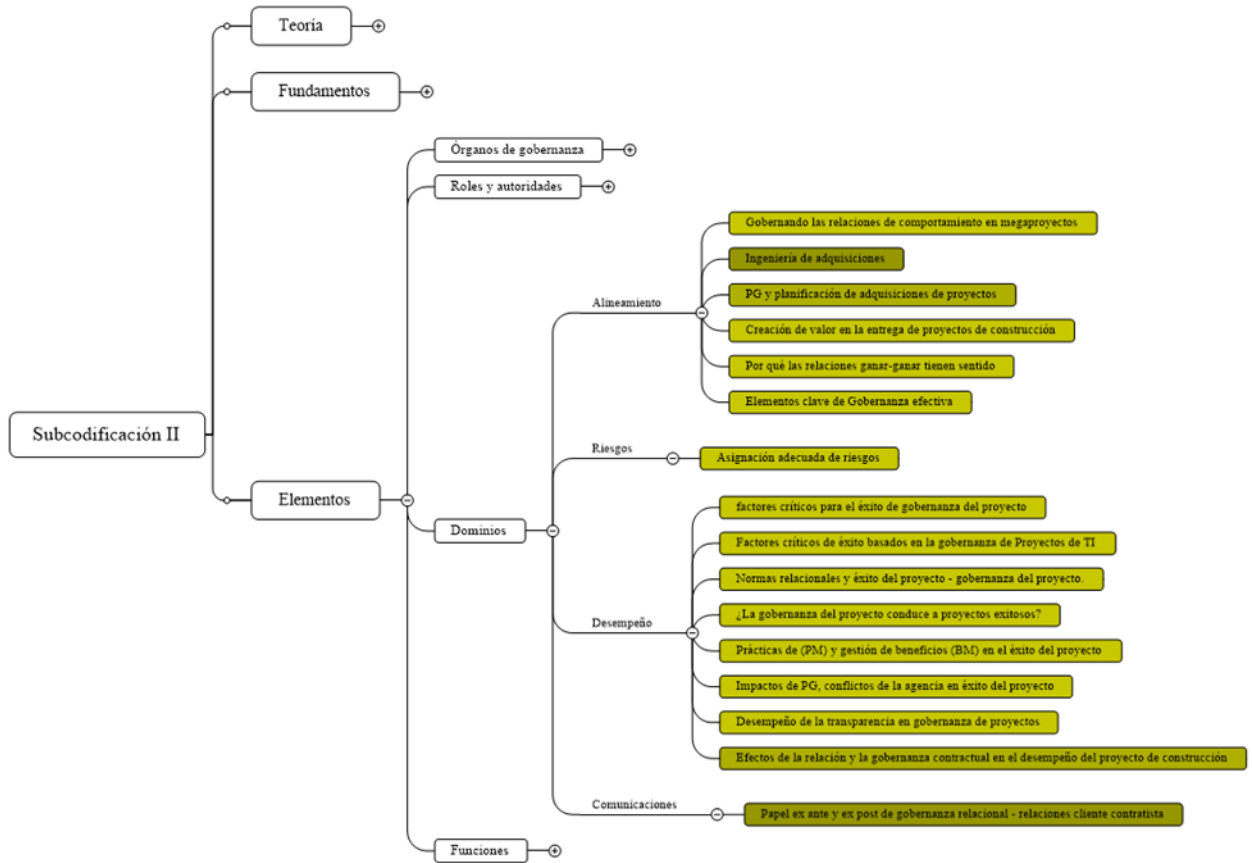 Teoría
Fundamentos
Órganos de gobernanza
Roles y autoridades
Gobernando las relaciones de comportamiento en megaproyectos
Ingeniería de adquisiciones
Alineamiento
PG y planificación de adquisiciones de proyectos
Creación de valor en la entrega de proyectos de construcción
Por qué las relaciones ganar-ganar tienen sentido
Elementos clave de Gobernanza efectiva
Subcodificación II
Riesgos
Asignación adecuada de riesgos
Elementos
Dominios
factores críticos para el éxito de gobernanza del proyecto
Factores críticos de éxito basados en la gobernanza de Proyectos de TI
Normas relacionales y éxito del proyecto - gobernanza del proyecto.
¿La gobernanza del proyecto conduce a proyectos exitosos?
Desempeño
Prácticas de (PM) y gestión de beneficios (BM) en el éxito del proyecto
Impactos de PG, conflictos de la agencia en éxito del proyecto
Desempeño de la transparencia en gobernanza de proyectos
Efectos de la relación y la gobernanza contractual en el desempeño del proyecto de construcción
Comunicaciones
Papel ex ante y ex post de gobernanza relacional - relaciones cliente contratista
Funciones